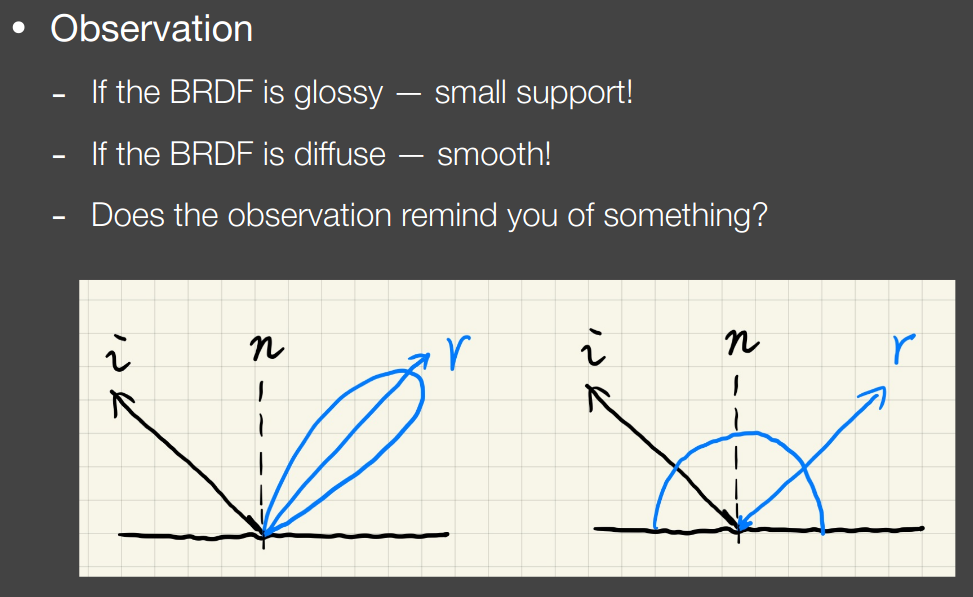 • Observation
- If the BRDF is glossy — small support!
- If the BRDF is diffuse — smooth!
- Does the observation remind you of something?
i n r i n r